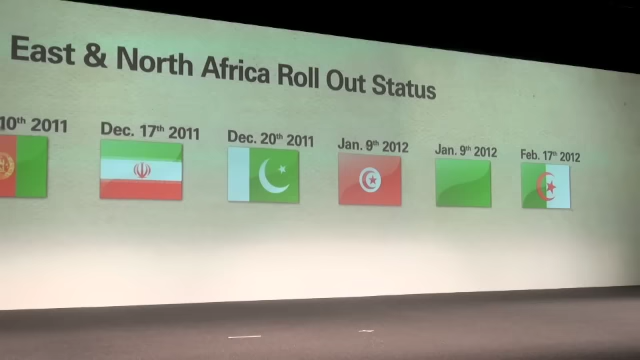 East & North Africa Roll Out Status
10th 2011
Dec. 17th 2011
Dec. 20th 2011
Jan. 9th 2012
Jan. 9th 2012
Feb. 17th 2012